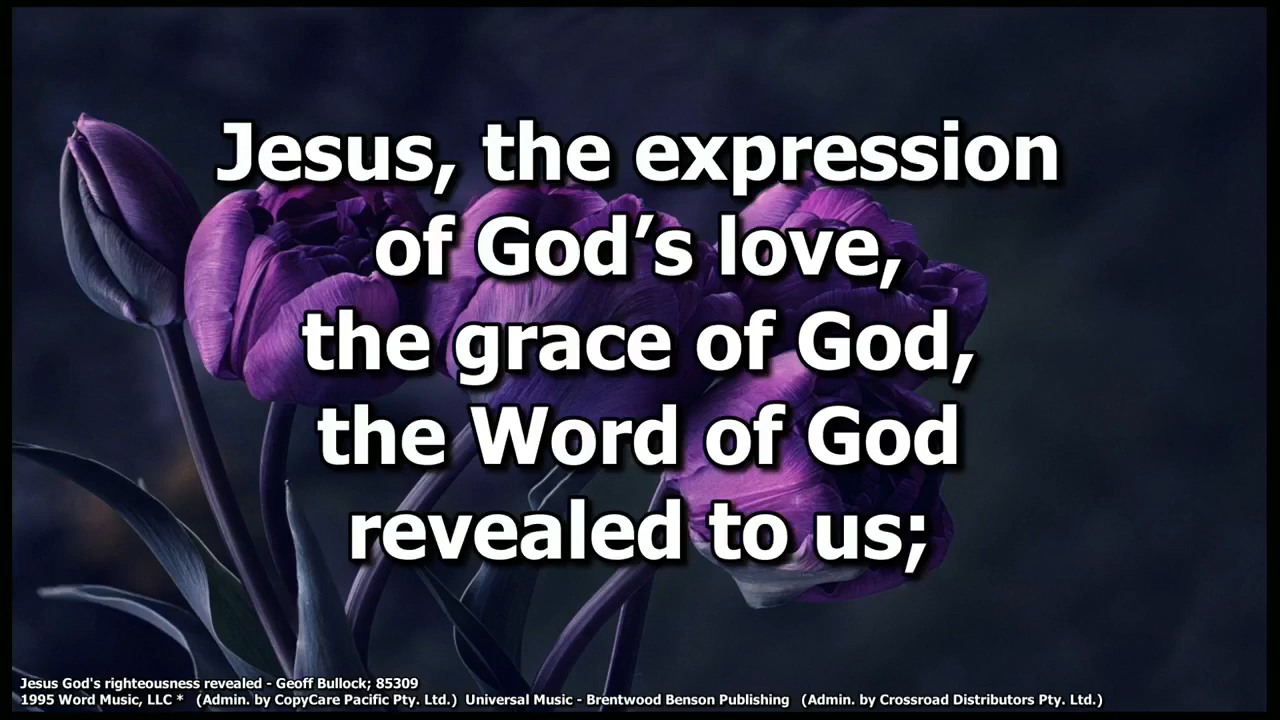 Jesus, the expression
of God’s love,
the grace of God,
the Word of God
revealed to us;
Jesus God's righteousness revealed - Geoff Bullock; 85309
1995 Word Music, LLC * (Admin. by CopyCare Pacific Pty. Ltd.) Universal Music - Brentwood Benson Publishing (Admin. by Crossroad Distributors Pty. Ltd.)